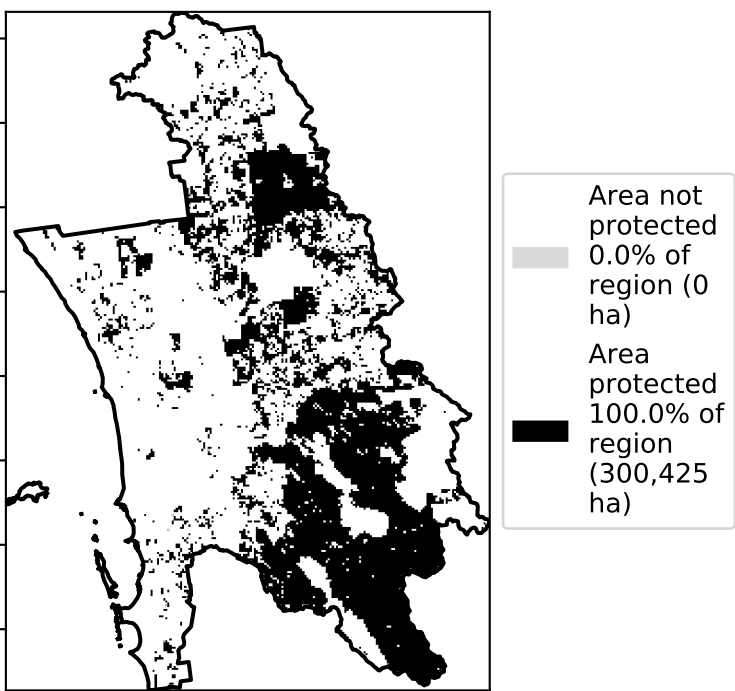 Area not
protected
0.0% of
region (0
ha)
Area
protected
100.0% of
region
(300,425
ha)